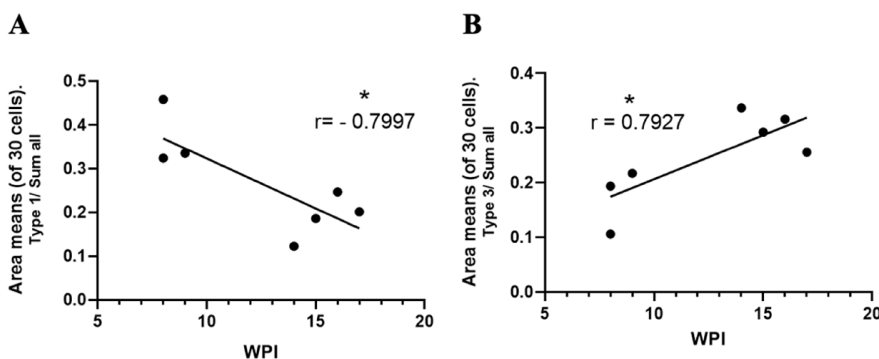 A
Area means (of 30 cells).
Type 1/ Sum all
0.5
0.4
0.3
0.2
0.1
0.0
*
r= - 0.7997
5
10
15
20
WPI
B
Area means (of 30 cells).
Type 3/ Sum all
0.4
0.3
0.2
0.1
0.0
*
r = 0.7927
5
10
15
20
WPI